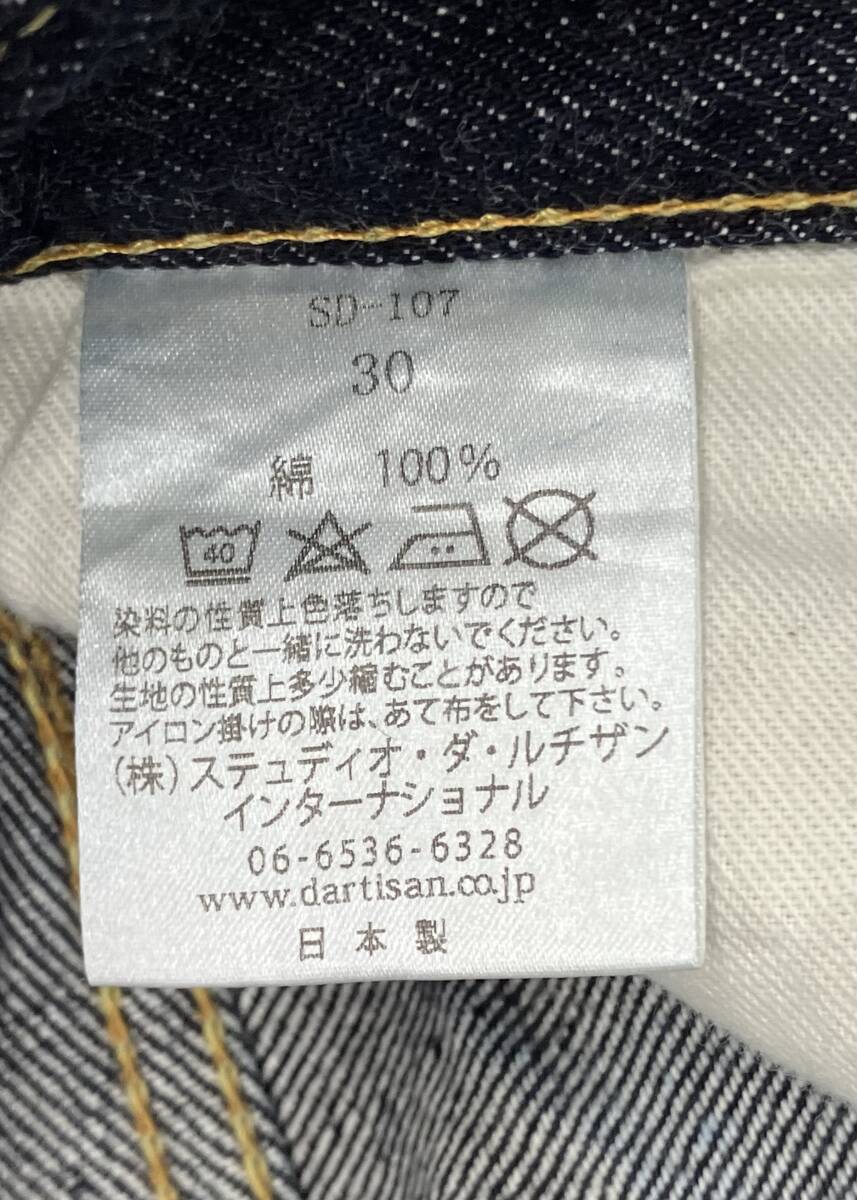 SD-107
30
綿 100%
40
染料の性質上色落ちしますので
他のものと一緒に洗わないでください。
生地の性質上多少縮むことがあります。
アイロン掛けの際は、あて布をして下さい。
(株)ステュディオ・ダ・ルチザン
インターナショナル
06-6536-6328
www.dartisan.co.jp
日本製